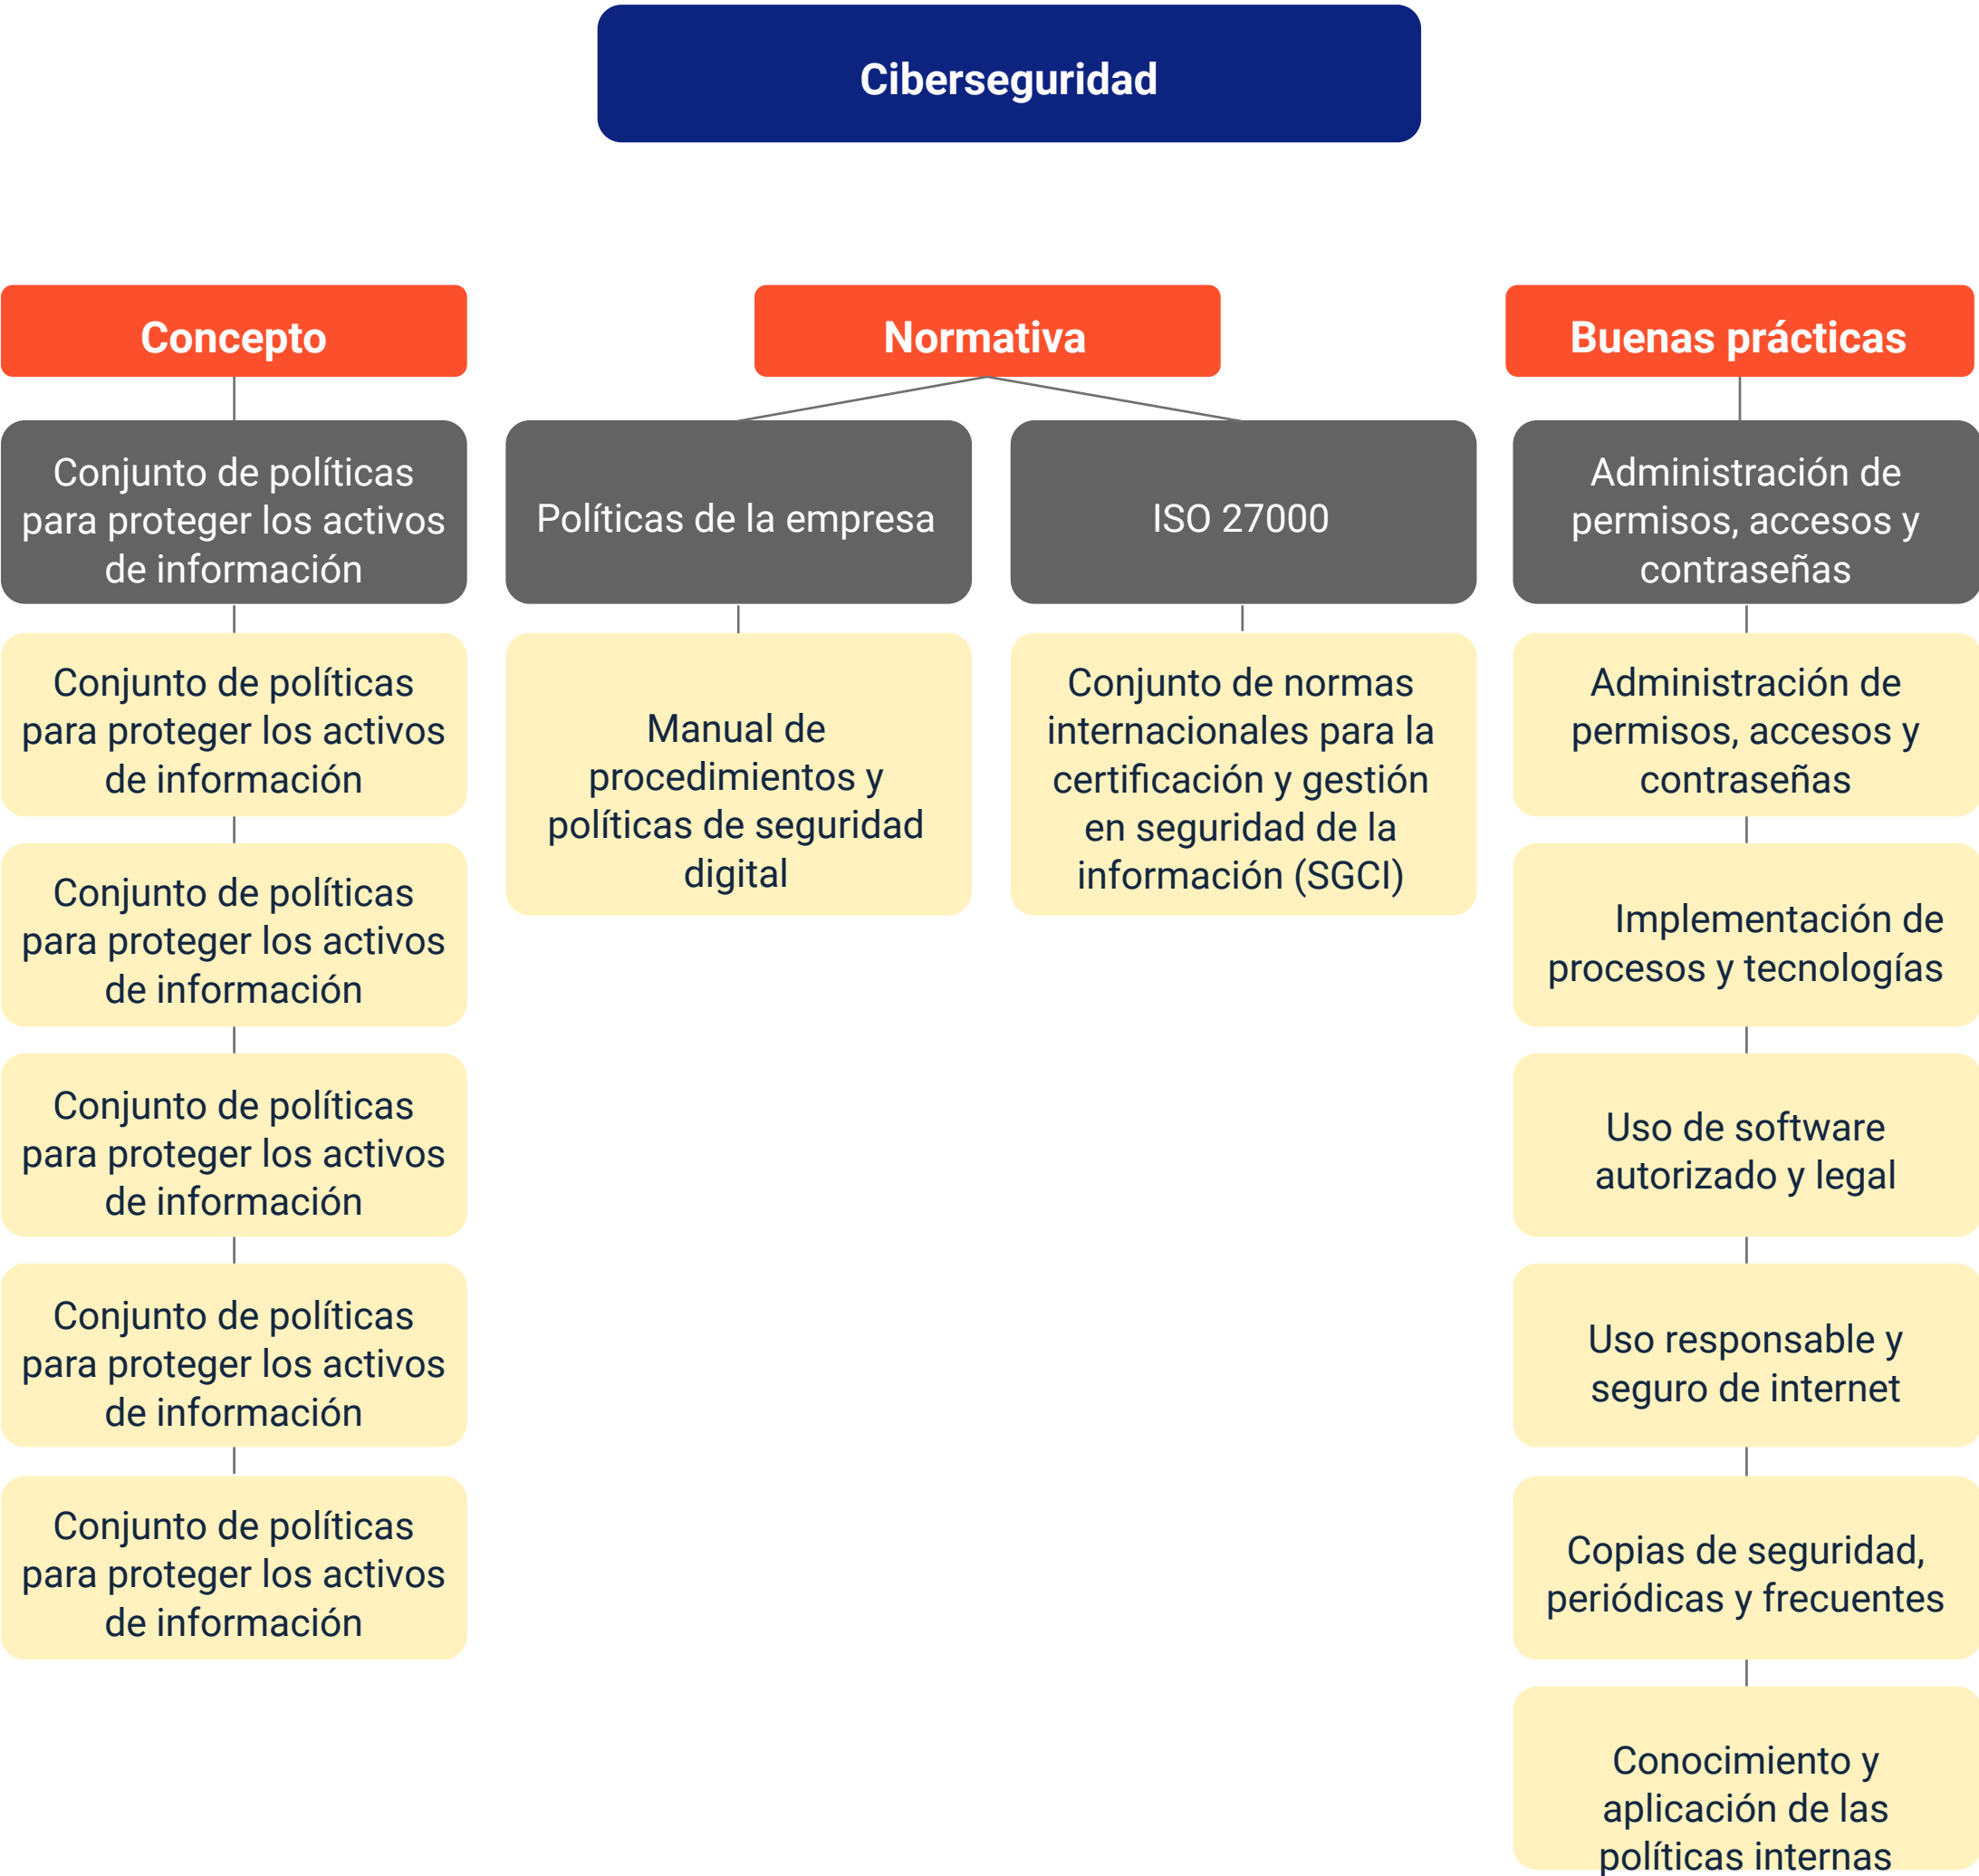 Ciberseguridad
Concepto
Conjunto de políticas
para proteger los activos
de información
Conjunto de políticas
para proteger los activos
de información
Conjunto de políticas
para proteger los activos
de información
Conjunto de políticas
para proteger los activos
de información
Conjunto de políticas
para proteger los activos
de información
Conjunto de políticas
para proteger los activos
de información
Normativa
Políticas de la empresa
Manual de
procedimientos y
políticas de seguridad
digital
ISO 27000
Conjunto de normas
internacionales para la
certificación y gestión
en seguridad de la
información (SGCI)
Buenas prácticas
Administración de
permisos, accesos y
contraseñas
Administración de
permisos, accesos y
contraseñas
Implementación de
procesos y tecnologías
Uso de software
autorizado y legal
Uso responsable y
seguro de internet
Copias de seguridad,
periódicas y frecuentes
Conocimiento y
aplicación de las
políticas internas